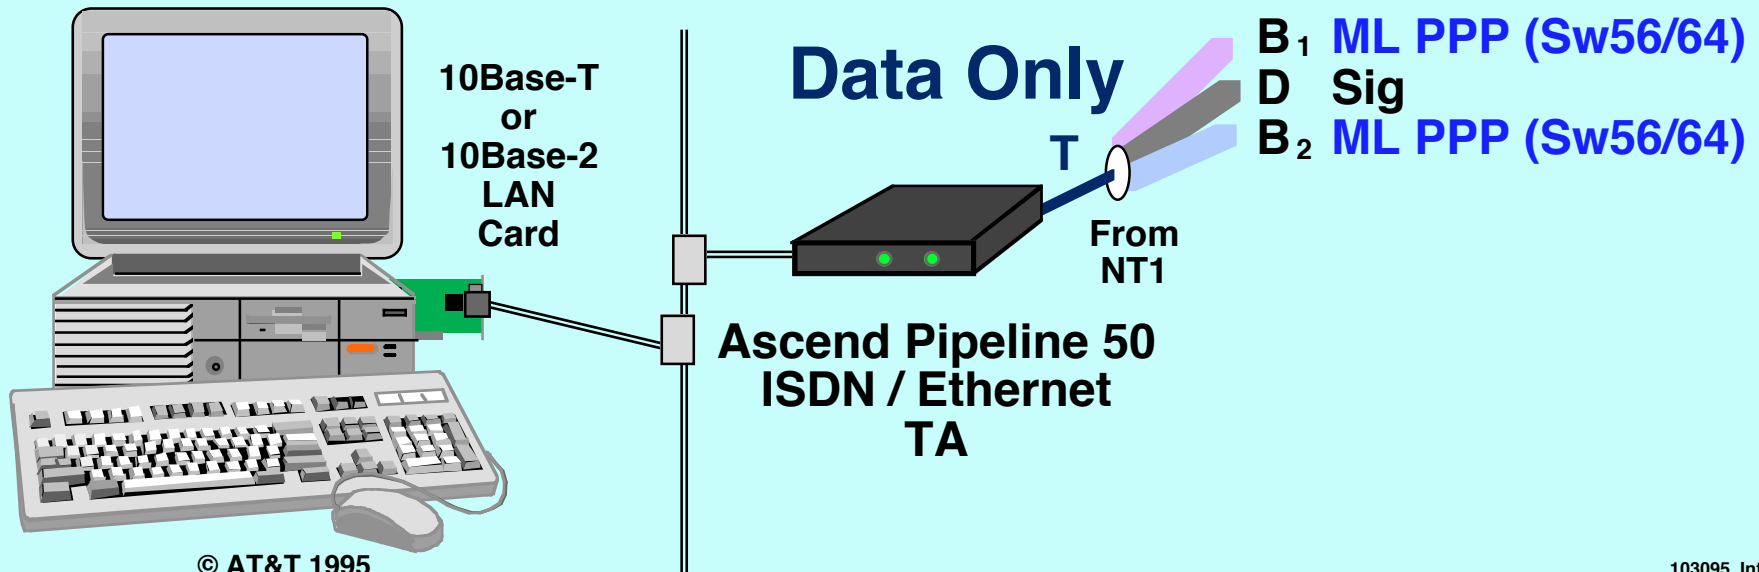 10Base-T
or
10Base-2
LAN
Card
Data Only
T
B1 ML PPP (Sw56/64)
D Sig
B2 ML PPP (Sw56/64)
From
NT1
Ascend Pipeline 50
ISDN / Ethernet
TA
© AT&T 1995
103095